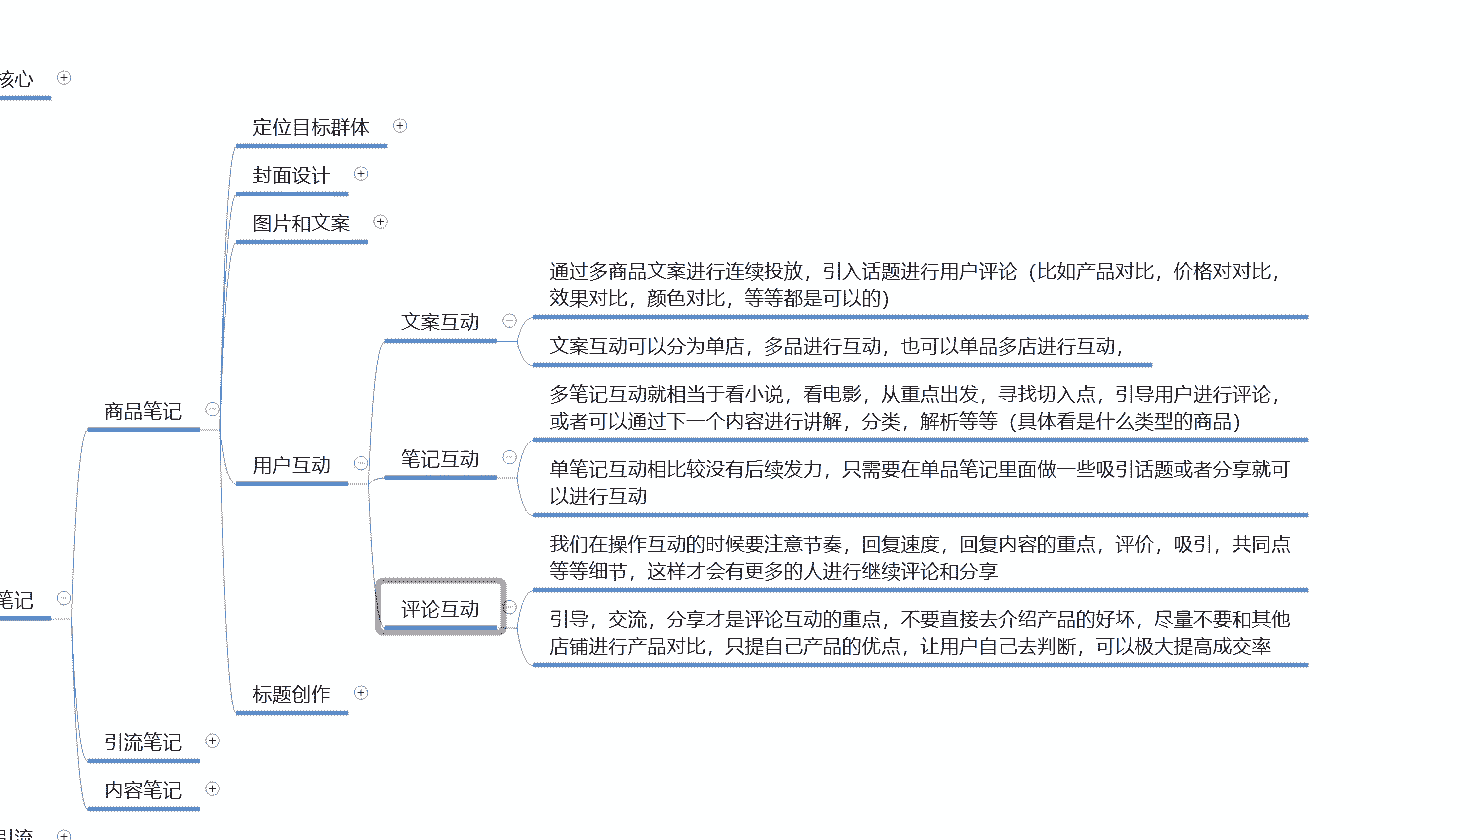 核心
定位目标群体
封面设计
图片和文案
通过多商品文案进行连续投放，引入话题进行用户评论（比如产品对比，价格对对比，
效果对比，颜色对比，等等都是可以的）
文案互动
文案互动可以分为单店，多品进行互动，也可以单品多店进行互动，
多笔记互动就相当于看小说，看电影，从重点出发，寻找切入点，引导用户进行评论，
或者可以通过下一个内容进行讲解，分类，解析等等（具体看是什么类型的商品）
商品笔记
用户互动
笔记互动
单笔记互动相比较没有后续发力，只需要在单品笔记里面做一些吸引话题或者分享就可
以进行互动
我们在操作互动的时候要注意节奏，回复速度，回复内容的重点，评价，吸引，共同点
等等细节，这样才会有更多的人进行继续评论和分享
笔记
评论互动
引导，交流，分享才是评论互动的重点，不要直接去介绍产品的好坏，尽量不要和其他
店铺进行产品对比，只提自己产品的优点，让用户自己去判断，可以极大提高成交率
标题创作
引流笔记
内容笔记
引流